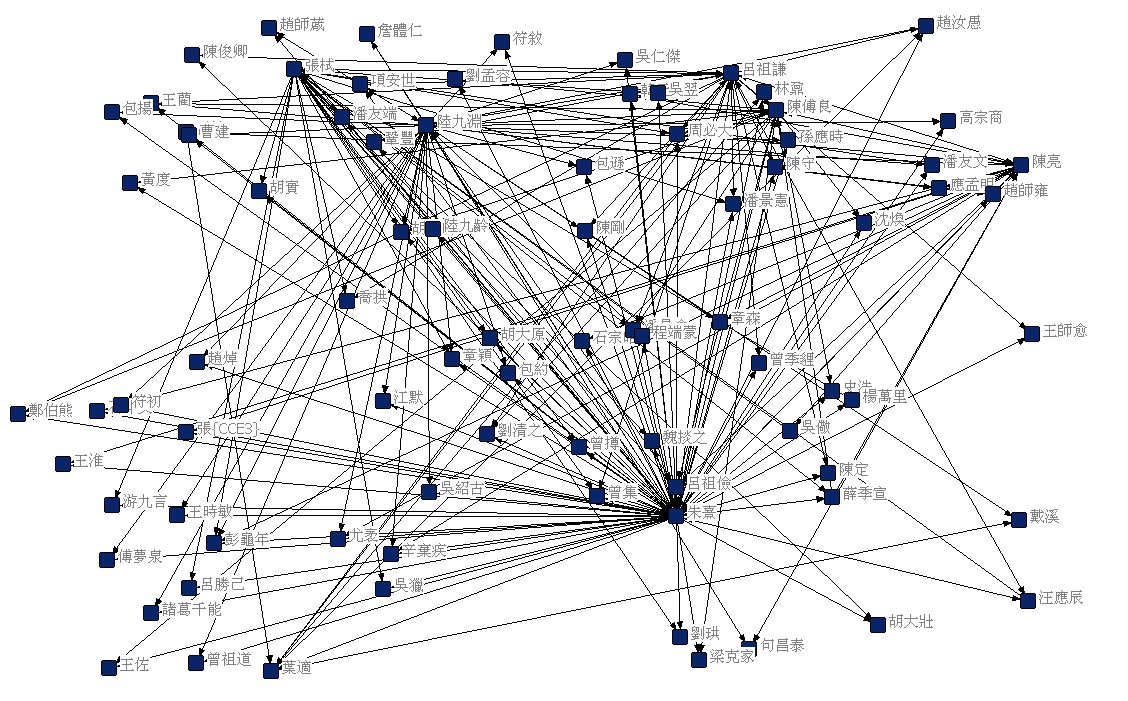 趙師蒇
詹體仁
趙汝愚
陳俊卿
符敘
吳仁傑
張栻
呂祖謙
項安世
劉孟容
林鼐
吳翌
王藺
包揚
陳傅良
潘友端
陸九淵
高宗商
曹建
周必大
孫應時
鞏豐
包遜
陳守
潘友文
陳亮
黃度
胡實
應孟明
趙師雍
潘景憲
陸九齡
陳剛
沈煥
喬拱
童森
王師愈
胡大原
石宗昭
程端蒙
趙焯
童穎
包約
曾季貍
史浩
楊萬里
江默
符初
鄭伯熊
張{CCE3}
劉清之
曾撙
魏掞之
吳儆
王淮
陳定
呂祖儉
吳紹古
曾集
薛季宣
游九言
王時敏
朱熹
戴溪
彭龜年
尤袤
辛棄疾
傅夢泉
呂勝己
吳獵
汪應辰
諸葛千能
胡大壯
劉珙
句昌泰
梁克家
王佐
曾祖道
葉適